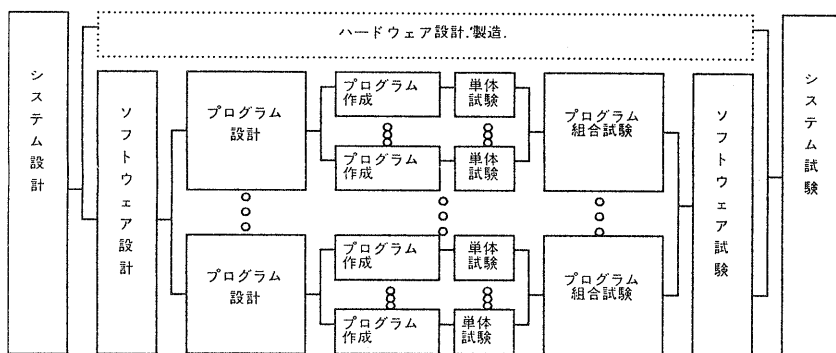 システム設計
ハードウェア設計.製造.
ソフトウェア設計
プログラム
設計
プログラム
作成
単体
試験
プログラム
作成
単体
試験
プログラム
組合試験
プログラム
設計
プログラム
作成
単体
試験
プログラム
作成
単体
試験
プログラム
組合試験
ソフトウェア試験
システム試験